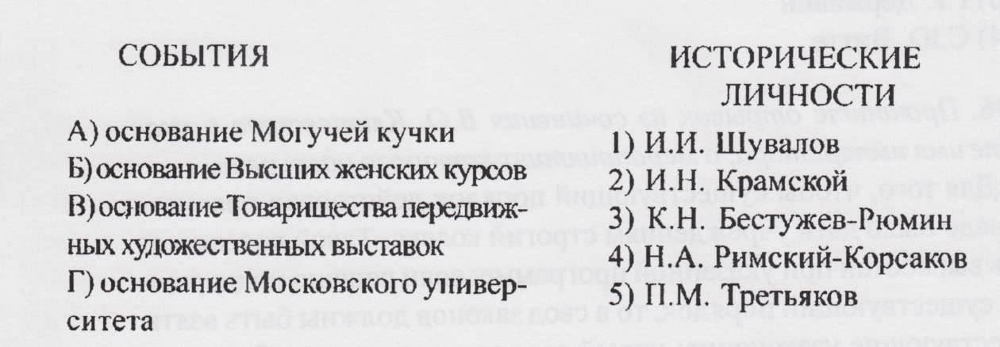 СОБЫТИЯ
А) основание Могучей кучки
Б) основание Высших женских курсов
В) основание Товарищества передвиж-
ных художественных выставок
Г) основание Московского универ-
ситета
ИСТОРИЧЕСКИЕ
ЛИЧНОСТИ
1) И.И. Шувалов
2) И.Н. Крамской
3) К.Н. Бестужев-Рюмин
4) Н.А. Римский-Корсаков
5) П.М. Третьяков